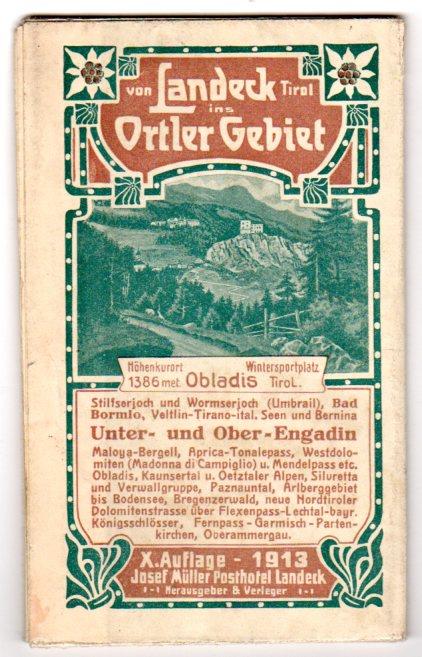 von Landeck Tirol
ins
Ortler Gebiet
Höhenkurort Wintersportplatz
1386 met. Obladis Tirol.
Stilfserjoch und Wormserjoch (Umbrail), Bad
Bormio, Veltlin-Tirano-ital. Seen und Bernina
Unter- und Ober-Engadin
Maloya-Bergell, Aprica-Tonalepass, Westdolo-
miten (Madonna di Campiglio) u. Mendelpass etc.
Obladis, Kaunsertal u. Oetztaler Alpen, Silvretta
und Verwallgruppe, Paznauntal, Arlberggebiet
bis Bodensee, Bregenzerwald, neue Nordtiroler
Dolomitenstrasse über Flexenpass-Lechtal-bayr.
Königsschlösser, Fernpass - Garmisch - Parten-
kirchen, Oberammergau.
X. Auflage - 1913
Josef Müller Posthotel Landeck
Herausgeber & Verleger